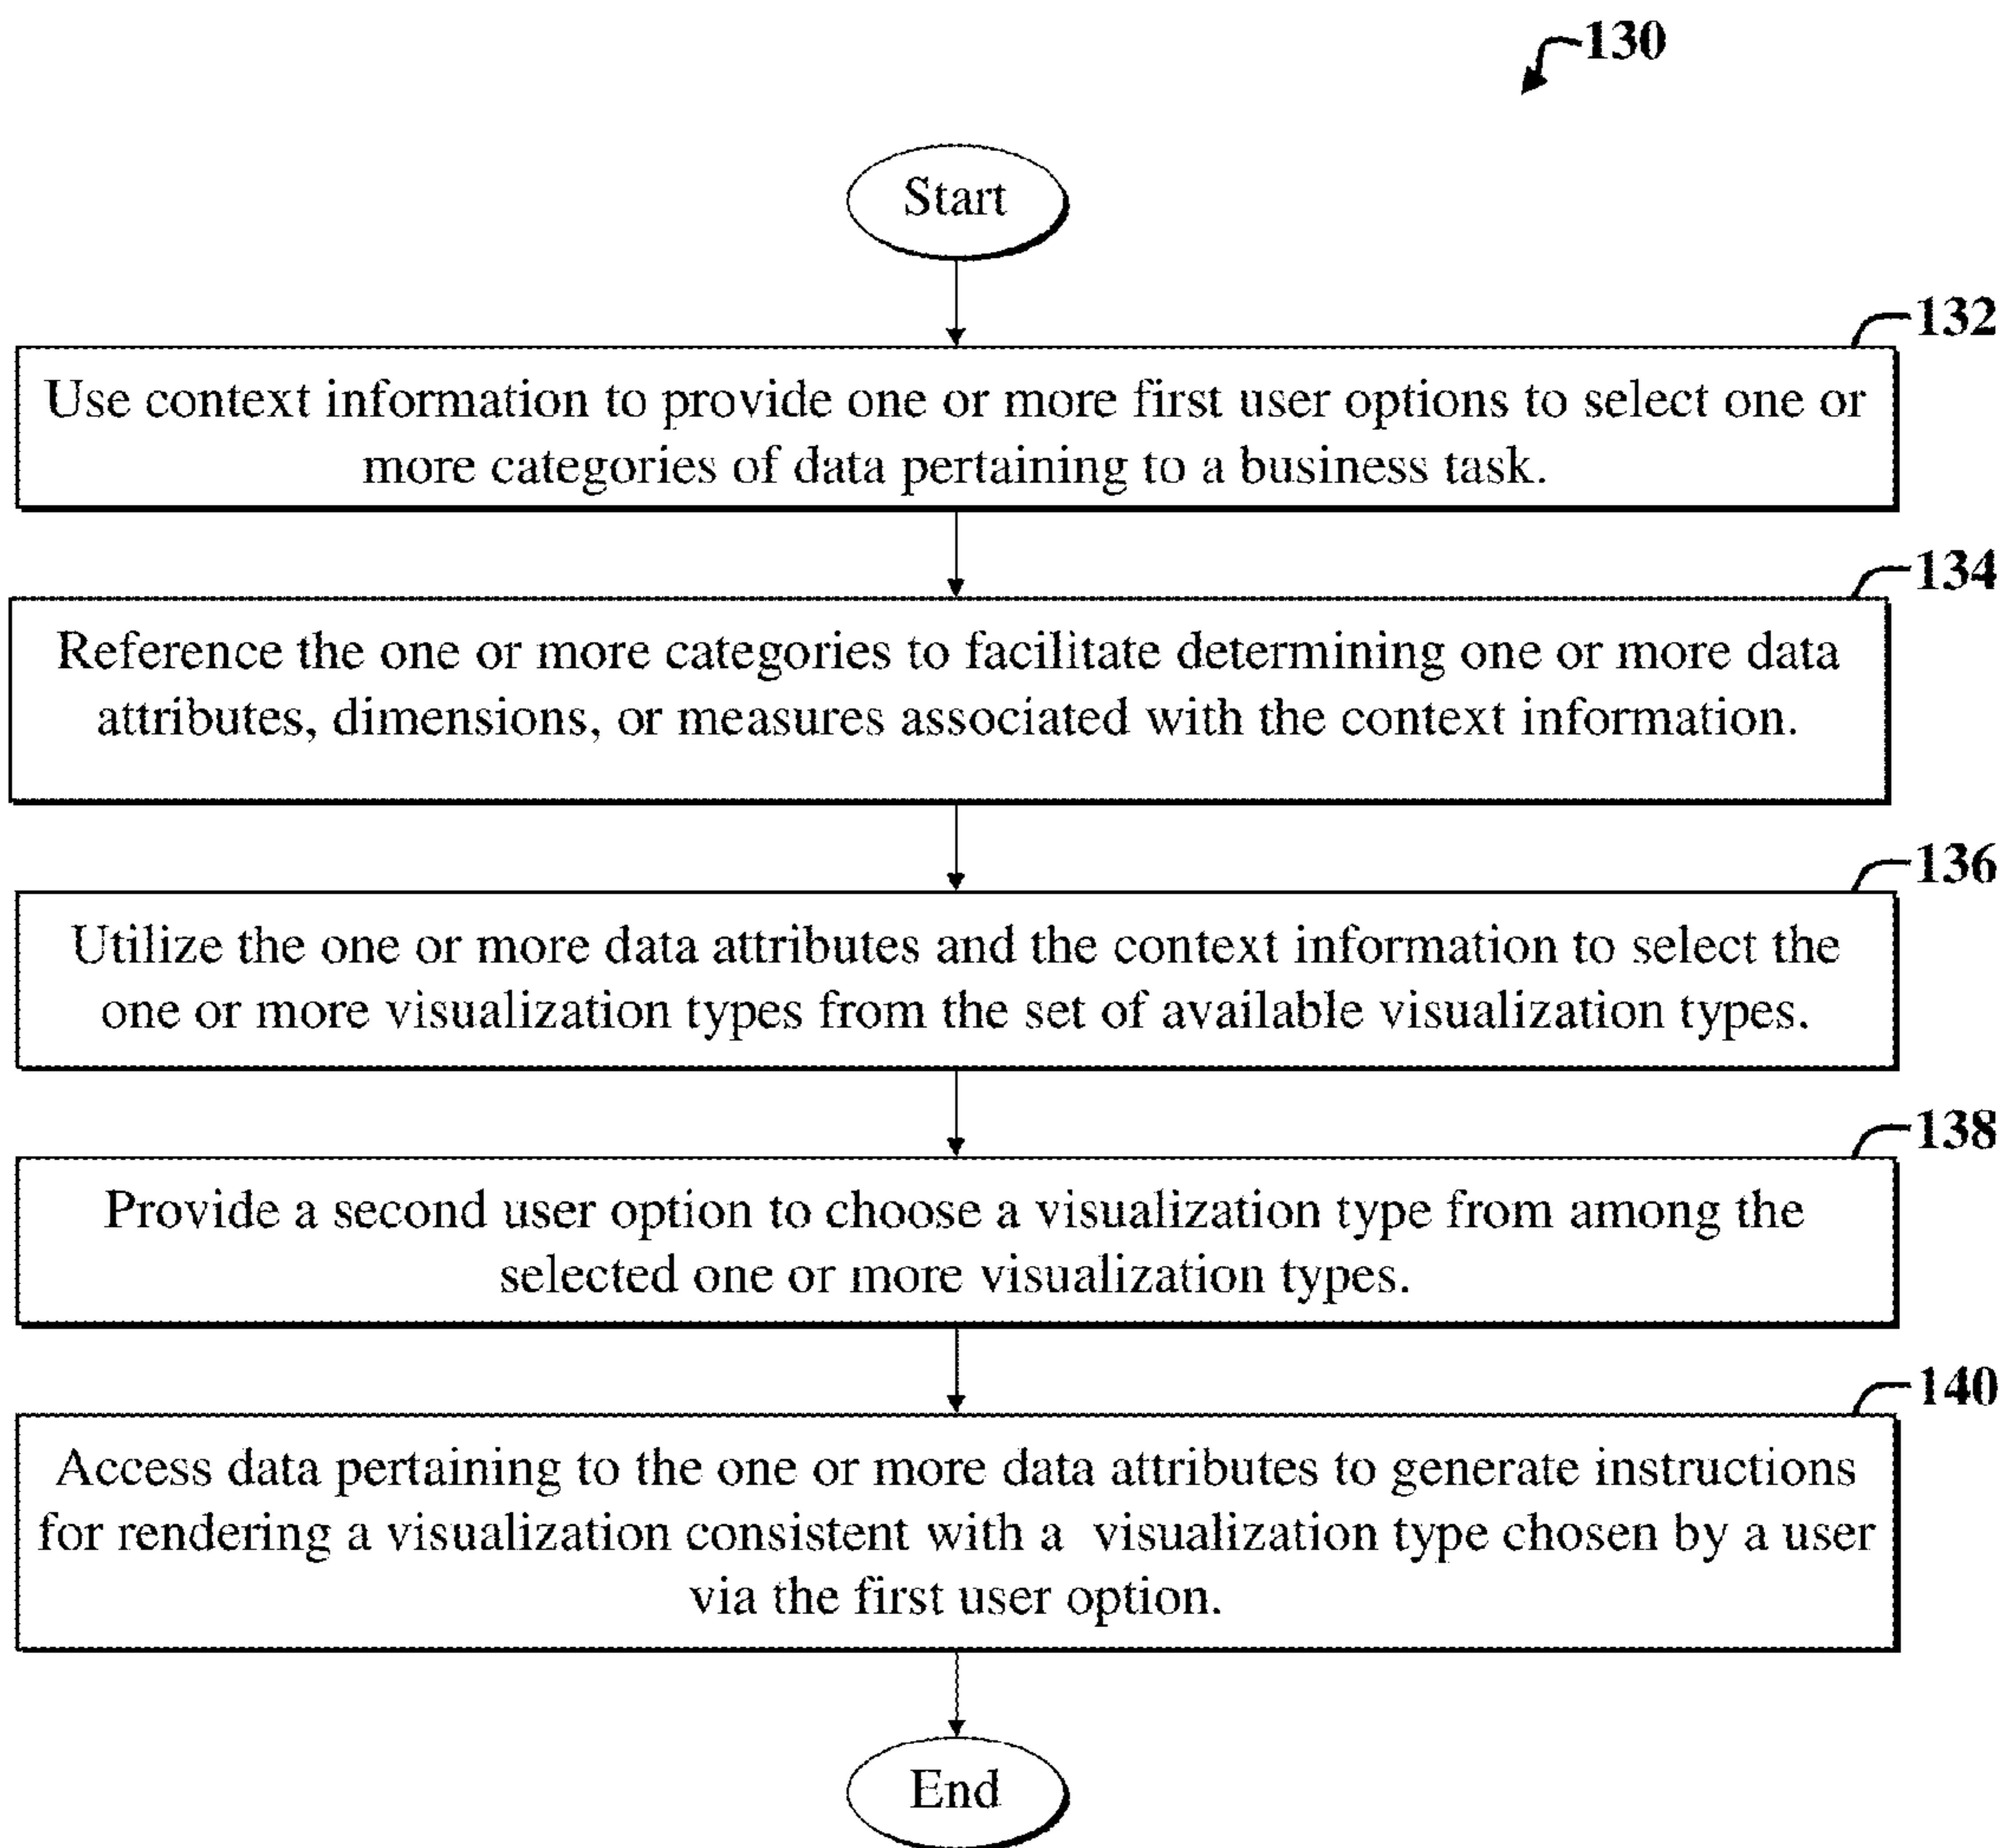 130
Start
132
Use context information to provide one or more first user options to select one or
more categories of data pertaining to a business task.
134
Reference the one or more categories to facilitate determining one or more data
attributes, dimensions, or measures associated with the context information.
136
Utilize the one or more data attributes and the context information to select the
one or more visualization types from the set of available visualization types.
138
Provide a second user option to choose a visualization type from among the
selected one or more visualization types.
140
Access data pertaining to the one or more data attributes to generate instructions
for rendering a visualization consistent with a visualization type chosen by a user
via the first user option.
End